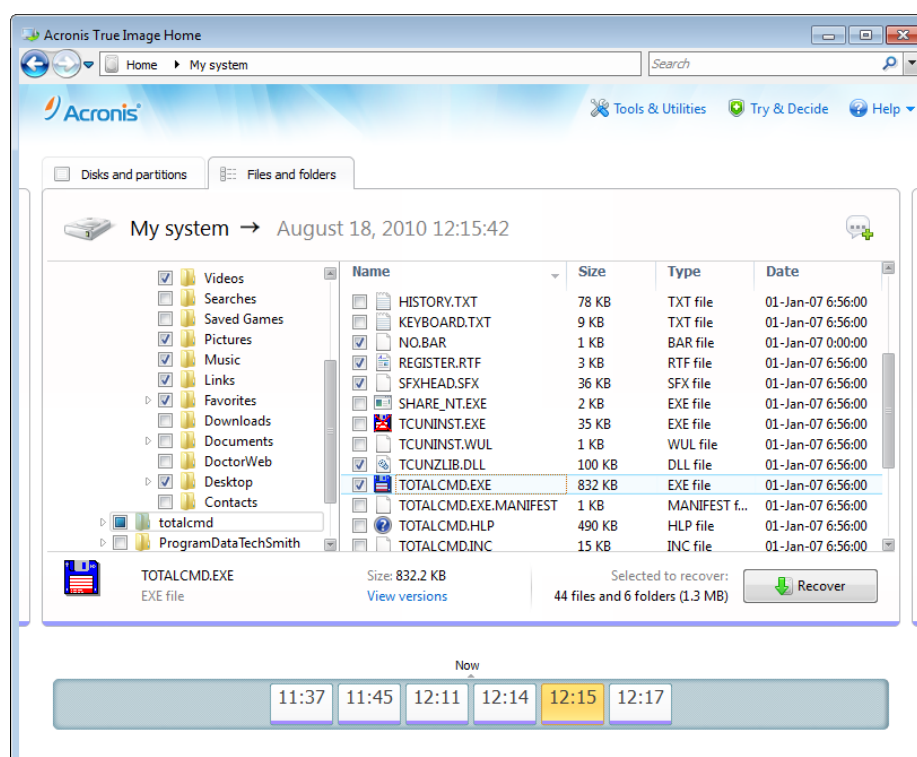 Acronis True Image Home
Home ▸ My system
Search
Acronis
Tools & Utilities
Try & Decide
Help
Disks and partitions
Files and folders
My system → August 18, 2010 12:15:42
Videos
Searches
Saved Games
Pictures
Music
Links
Favorites
Downloads
Documents
DoctorWeb
Desktop
Contacts
totalcmd
ProgramDataTechSmith
Name Size Type Date
HISTORY.TXT 78 KB TXT file 01-Jan-07 6:56:00
KEYBOARD.TXT 9 KB TXT file 01-Jan-07 6:56:00
NO.BAR 1 KB BAR file 01-Jan-07 0:00:00
REGISTER.RTF 3 KB RTF file 01-Jan-07 6:56:00
SFXHEAD.SFX 36 KB SFX file 01-Jan-07 6:56:00
SHARE_NT.EXE 2 KB EXE file 01-Jan-07 6:56:00
TCUNINST.EXE 35 KB EXE file 01-Jan-07 6:56:00
TCUNINST.WUL 1 KB WUL file 01-Jan-07 6:56:00
TCUNZLIB.DLL 100 KB DLL file 01-Jan-07 6:56:00
TOTALCMD.EXE 832 KB EXE file 01-Jan-07 6:56:00
TOTALCMD.EXE.MANIFEST 1 KB MANIFEST f... 01-Jan-07 6:56:00
TOTALCMD.HLP 490 KB HLP file 01-Jan-07 6:56:00
TOTALCMD.INC 15 KB INC file 01-Jan-07 6:56:00
TOTALCMD.EXE
EXE file
Size: 832.2 KB
View versions
Selected to recover:
44 files and 6 folders (1.3 MB)
Recover
Now
11:37 11:45 12:11 12:14 12:15 12:17